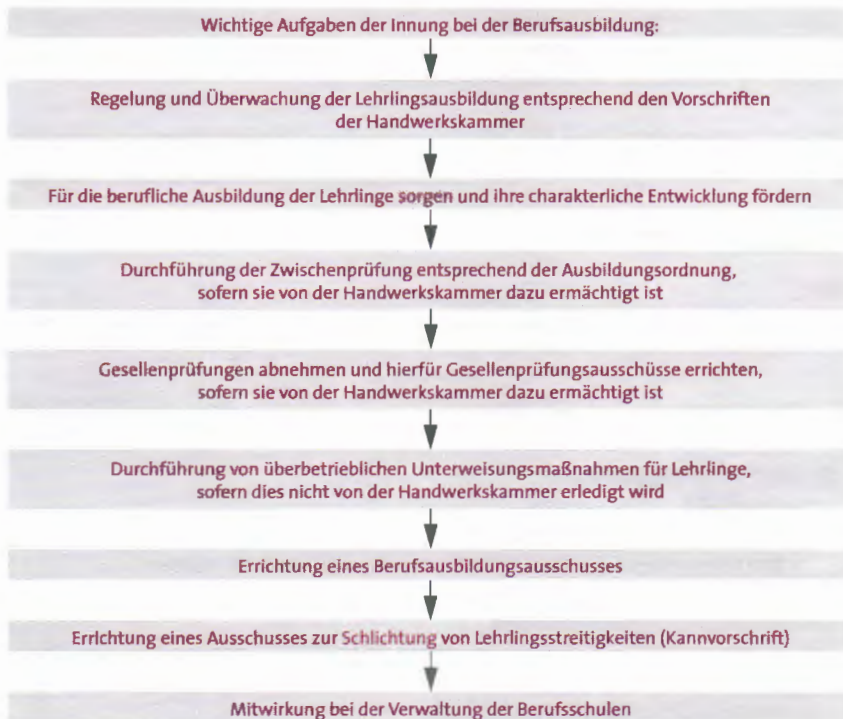 Wichtige Aufgaben der Innung bei der Berufsausbildung:
Regelung und Überwachung der Lehrlingsausbildung entsprechend den Vorschriften
der Handwerkskammer
Für die berufliche Ausbildung der Lehrlinge sorgen und ihre charakterliche Entwicklung fördern
Durchführung der Zwischenprüfung entsprechend der Ausbildungsordnung,
sofern sie von der Handwerkskammer dazu ermächtigt ist
Gesellenprüfungen abnehmen und hierfür Gesellenprüfungsausschüsse errichten,
sofern sie von der Handwerkskammer dazu ermächtigt ist
Durchführung von überbetrieblichen Unterweisungsmaßnahmen für Lehrlinge,
sofern dies nicht von der Handwerkskammer erledigt wird
Errichtung eines Berufsausbildungsausschusses
Errichtung eines Ausschusses zur Schlichtung von Lehrlingsstreitigkeiten (Kannvorschrift)
Mitwirkung bei der Verwaltung der Berufsschulen